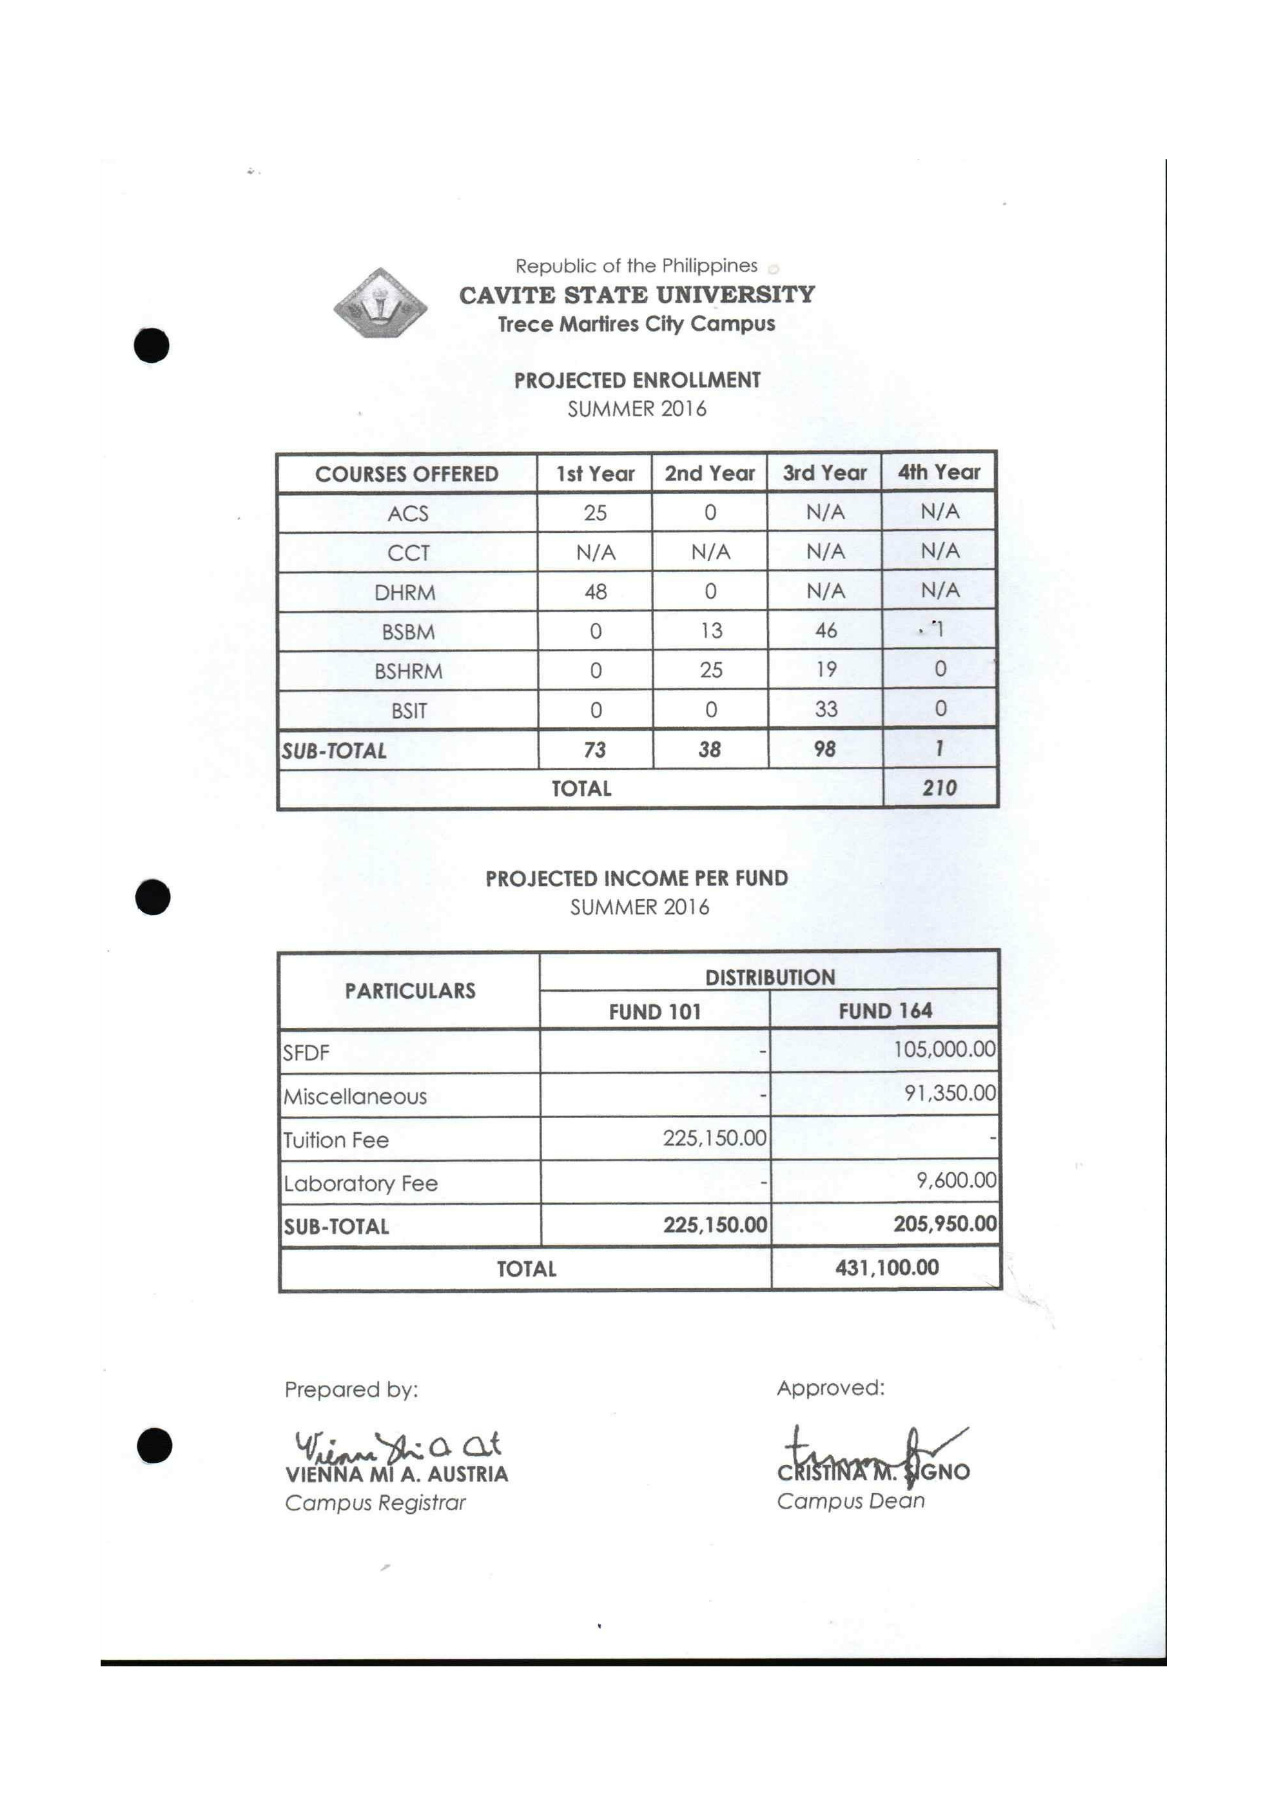 Republic of the Philippines
CAVITE STATE UNIVERSITY
Trece Martires City Campus
PROJECTED ENROLLMENT
SUMMER 2016
COURSES OFFERED 1st Year 2nd Year 3rd Year 4th Year
ACS 25 0 N/A N/A
CCT N/A N/A N/A N/A
DHRM 48 0 N/A N/A
BSBM 0 13 46 1
BSHRM 0 25 19 0
BSIT 0 0 33 0
SUB-TOTAL 73 38 98 1
TOTAL 210
PROJECTED INCOME PER FUND
SUMMER 2016
PARTICULARS DISTRIBUTION
FUND 101 FUND 164
SFDF - 105,000.00
Miscellaneous - 91,350.00
Tuition Fee 225,150.00 -
Laboratory Fee - 9,600.00
SUB-TOTAL 225,150.00 205,950.00
TOTAL 431,100.00
Prepared by: Approved:
VIENNA MI A. AUSTRIA CRISTINA M. SIGNO
Campus Registrar Campus Dean